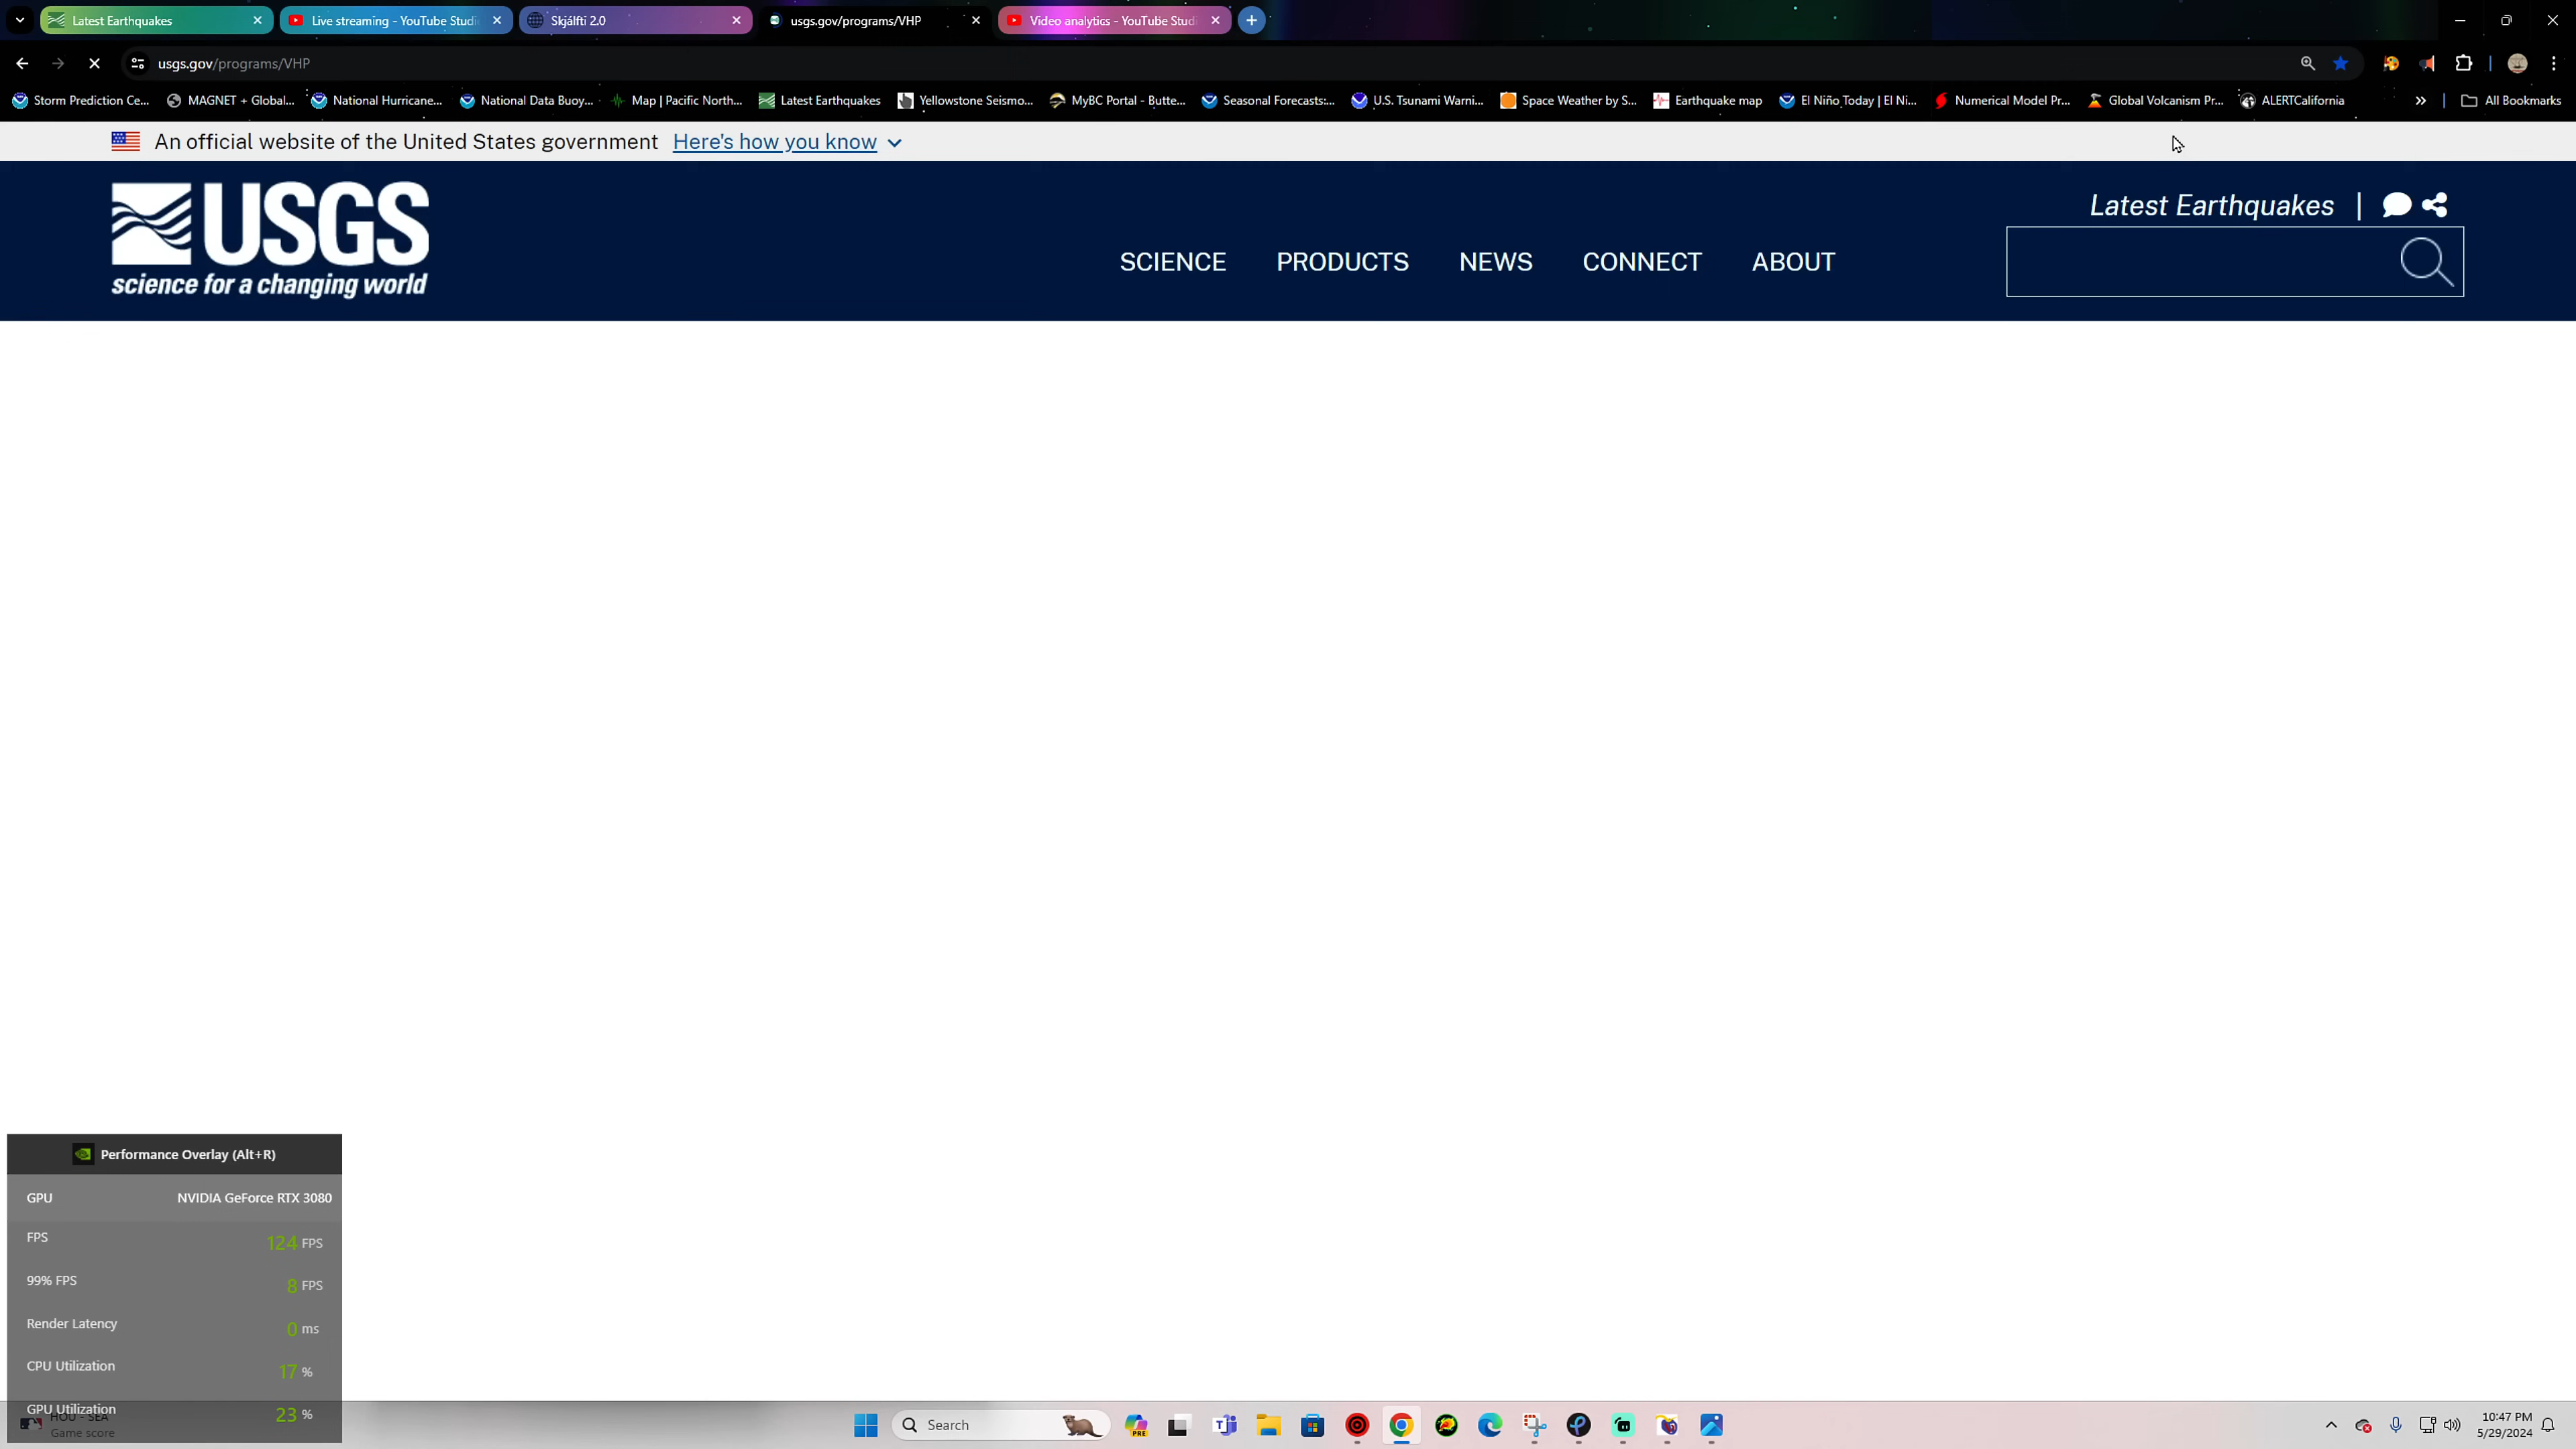 Latest Earthquakes
Live streaming - YouTube Studi
Skjálfti 2.0
usgs.gov/programs/VHP
Video analytics - YouTube Studi
usgs.gov/programs/VHP
Storm Prediction Ce...
MAGNET + Global...
National Hurricane...
National Data Buoy...
Map | Pacific North...
Latest Earthquakes
Yellowstone Seismo...
MyBC Portal - Butte...
Seasonal Forecasts:...
U.S. Tsunami Warni...
Space Weather by S...
Earthquake map
El Niño Today | El Ni...
Numerical Model Pr...
Global Volcanism Pr...
ALERTCalifornia
All Bookmarks
An official website of the United States government Here's how you know
USGS
science for a changing world
Latest Earthquakes |
SCIENCE PRODUCTS NEWS CONNECT ABOUT
Performance Overlay (Alt+R)
GPU NVIDIA GeForce RTX 3080
FPS 124 FPS
99% FPS 8 FPS
Render Latency 0 ms
CPU Utilization 17 %
GPU Utilization 23 %
HOU - SEA
Game score
Search
PRE
10:47 PM
5/29/2024